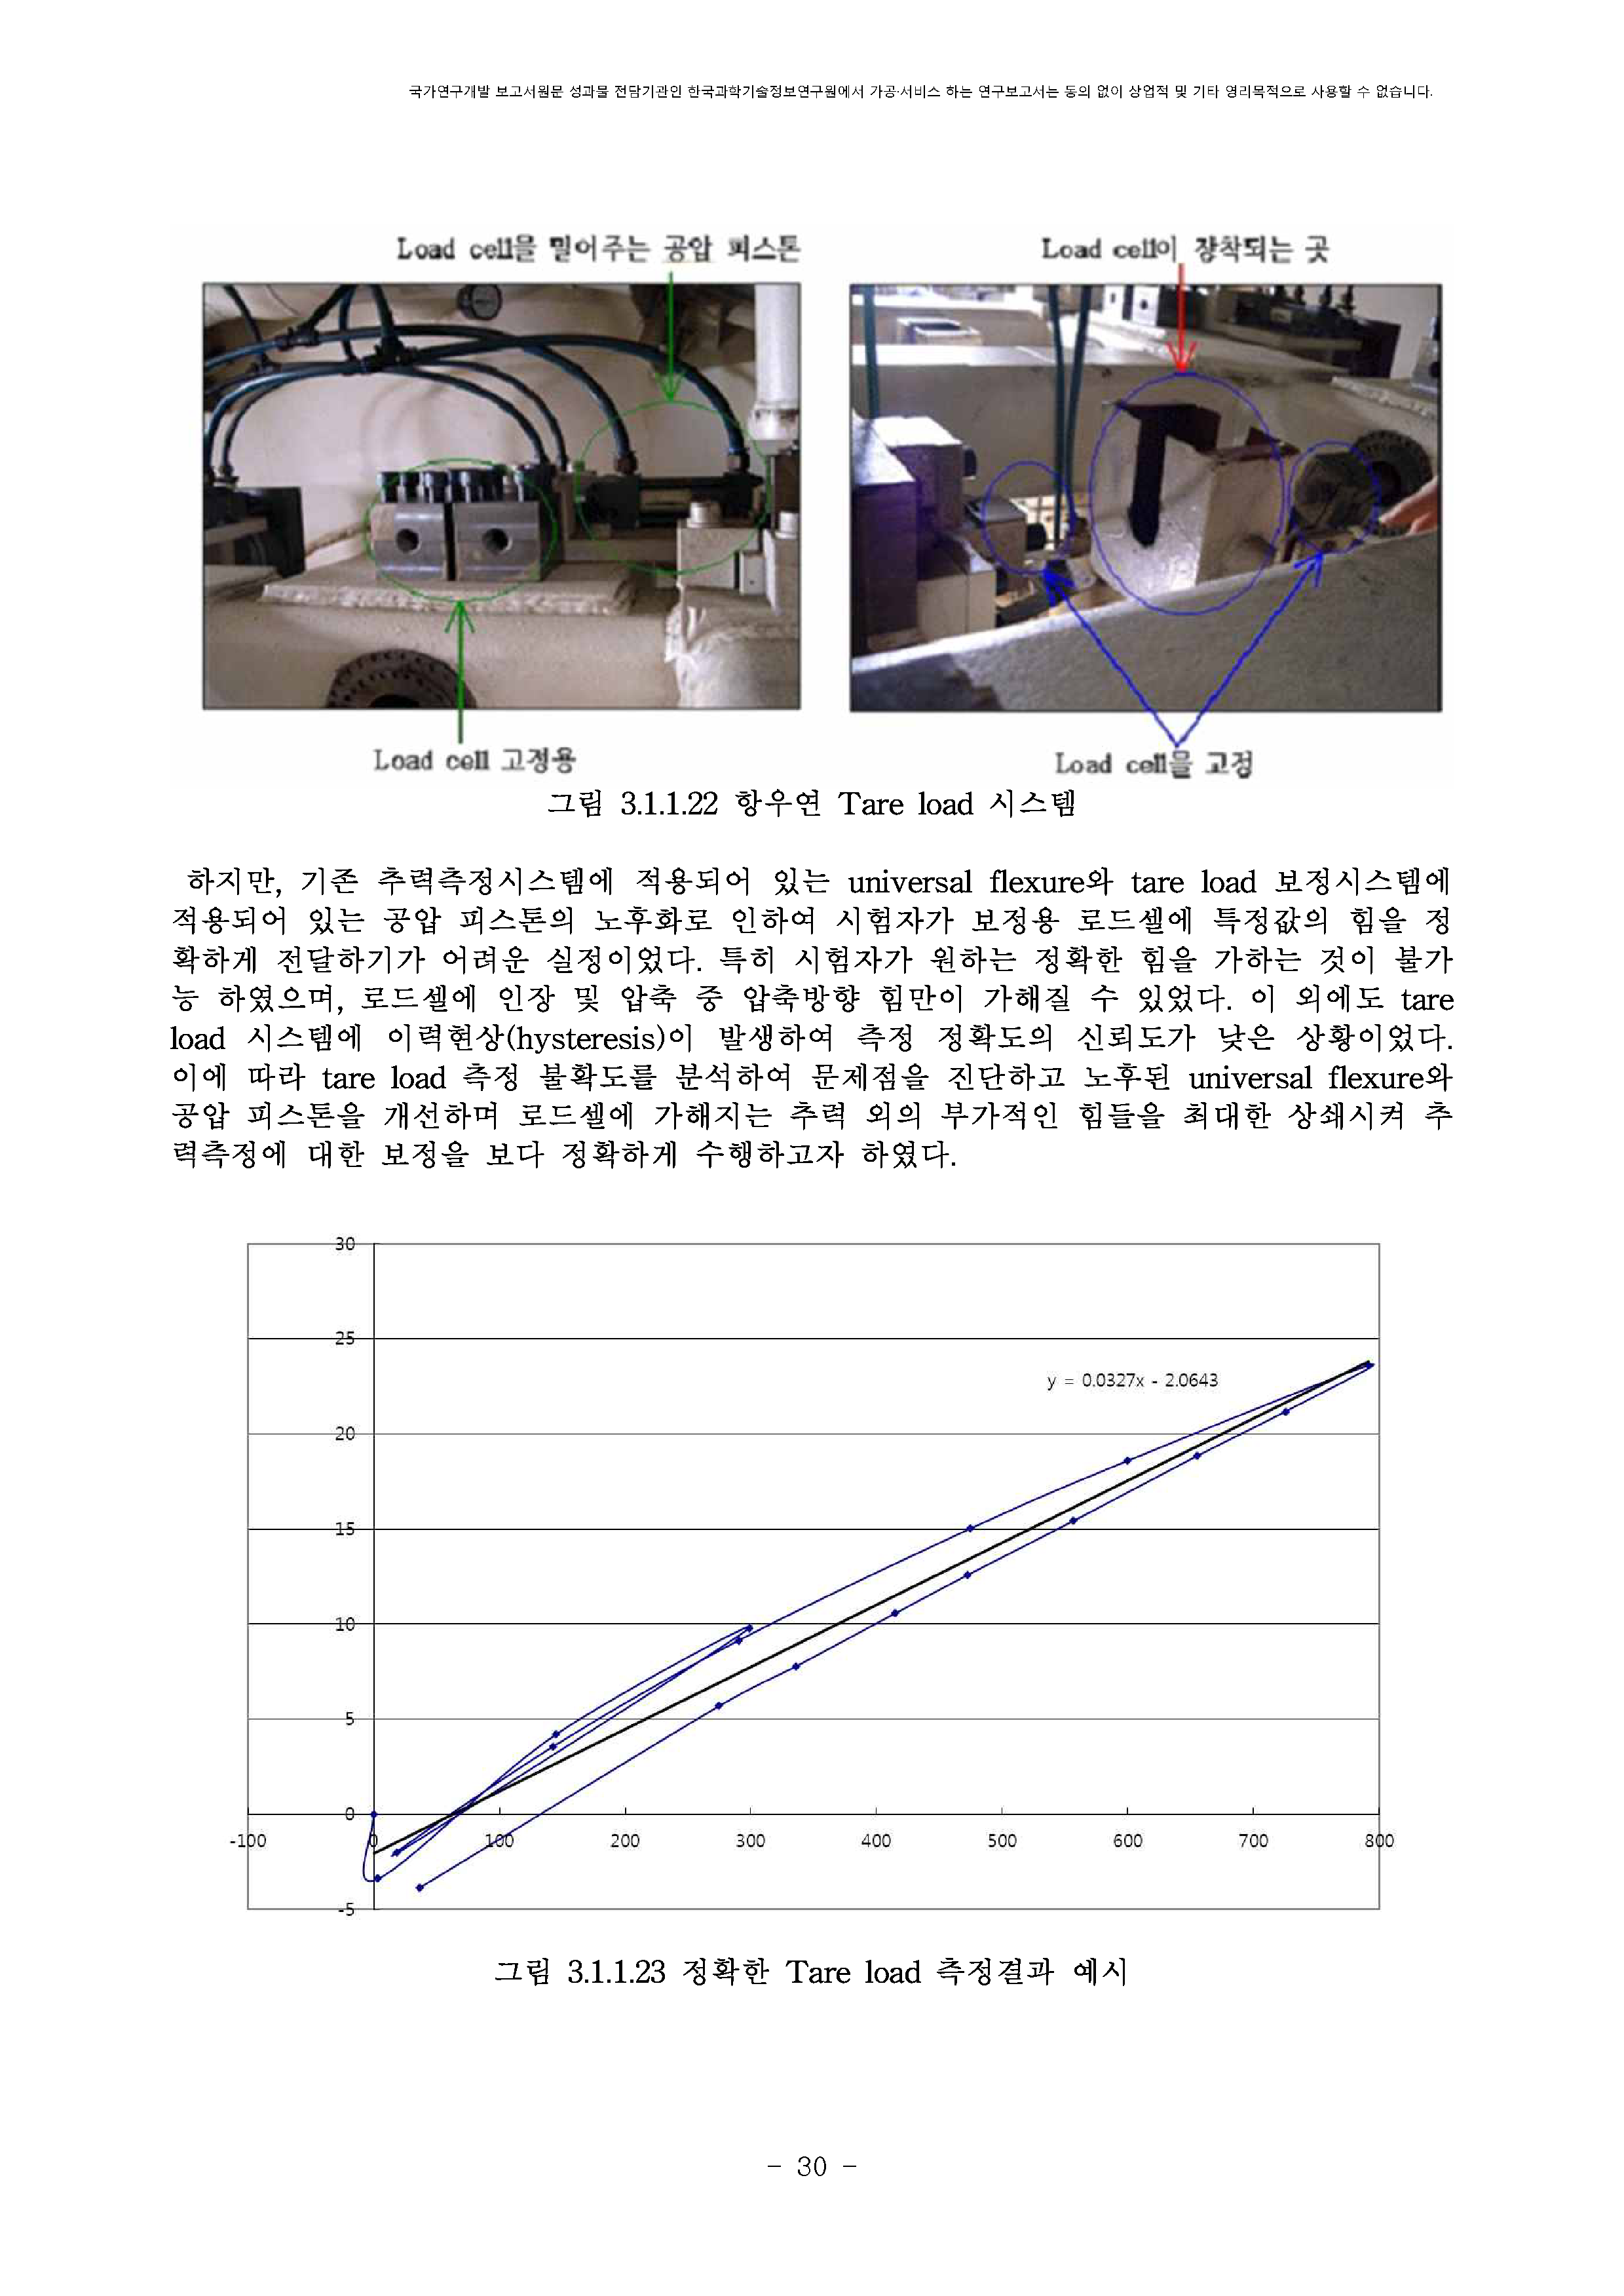 국가연구개발 보고서원문 성과물 전담기관인 한국과학기술정보연구원에서 가공·서비스 하는 연구보고서는 동의 없이 상업적 및 기타 영리목적으로 사용할 수 없습니다.
Load cell을 밀어주는 공압 피스톤
Load cell이 장착되는 곳
Load cell 고정용
Load cell을 고정
그림 3.1.1.22 항우연 Tare load 시스템
하지만, 기존 추력측정시스템에 적용되어 있는 universal flexure와 tare load 보정시스템에
적용되어 있는 공압 피스톤의 노후화로 인하여 시험자가 보정용 로드셀에 특정값의 힘을 정
확하게 전달하기가 어려운 실정이었다. 특히 시험자가 원하는 정확한 힘을 가하는 것이 불가
능 하였으며, 로드셀에 인장 및 압축 중 압축방향 힘만이 가해질 수 있었다. 이 외에도 tare
load 시스템에 이력현상(hysteresis)이 발생하여 측정 정확도의 신뢰도가 낮은 상황이었다.
이에 따라 tare load 측정 불확도를 분석하여 문제점을 진단하고 노후된 universal flexure와
공압 피스톤을 개선하며 로드셀에 가해지는 추력 외의 부가적인 힘들을 최대한 상쇄시켜 추
력측정에 대한 보정을 보다 정확하게 수행하고자 하였다.
30
25
y = 0.0327x - 2.0643
20
15
10
5
0
-100 0 100 200 300 400 500 600 700 800
-5
그림 3.1.1.23 정확한 Tare load 측정결과 예시
- 30 -